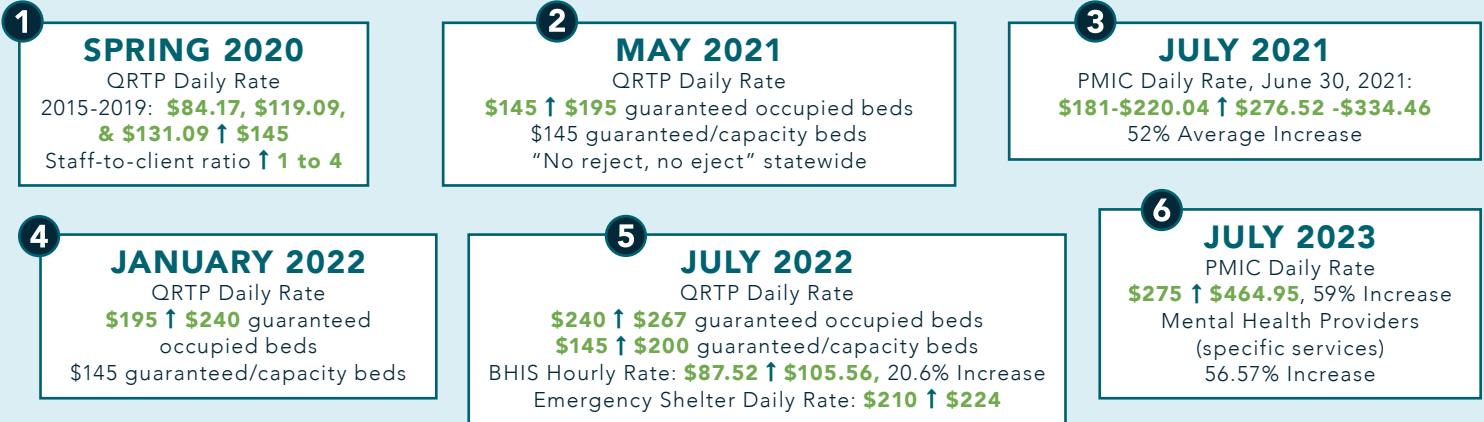 1
SPRING 2020
QRTP Daily Rate
2015-2019: $84.17, $119.09,
& $131.09 ↑ $145
Staff-to-client ratio ↑ 1 to 4
2
MAY 2021
QRTP Daily Rate
$145 ↑ $195 guaranteed occupied beds
$145 guaranteed/capacity beds
“No reject, no eject” statewide
3
JULY 2021
PMIC Daily Rate, June 30, 2021:
$181-$220.04 ↑ $276.52 -$334.46
52% Average Increase
4
JANUARY 2022
QRTP Daily Rate
$195 ↑ $240 guaranteed
occupied beds
$145 guaranteed/capacity beds
5
JULY 2022
QRTP Daily Rate
$240 ↑ $267 guaranteed occupied beds
$145 ↑ $200 guaranteed/capacity beds
BHIS Hourly Rate: $87.52 ↑ $105.56, 20.6% Increase
Emergency Shelter Daily Rate: $210 ↑ $224
6
JULY 2023
PMIC Daily Rate
$275 ↑ $464.95, 59% Increase
Mental Health Providers
(specific services)
56.57% Increase